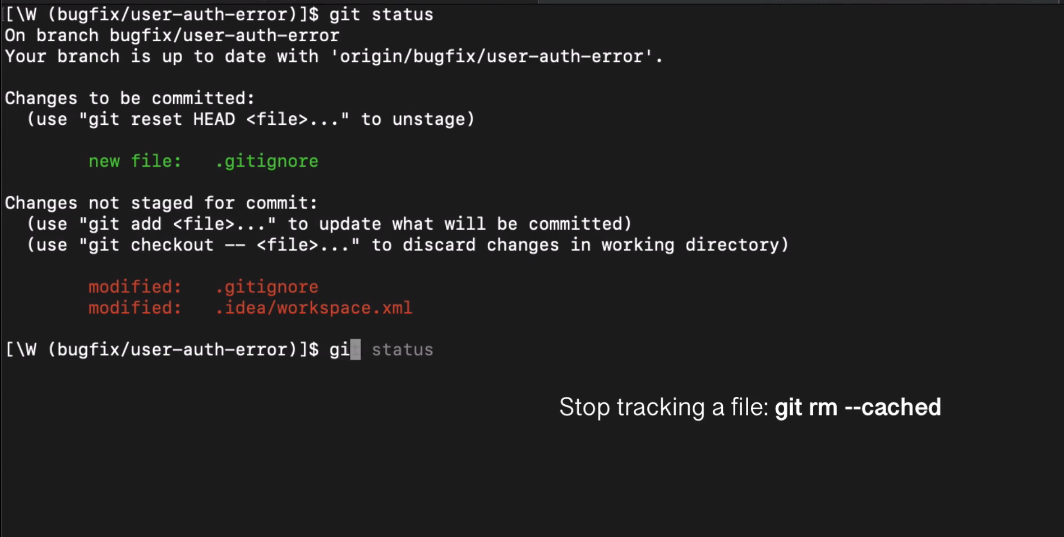 [\W (bugfix/user-auth-error)]$ git status
On branch bugfix/user-auth-error
Your branch is up to date with 'origin/bugfix/user-auth-error'.
Changes to be committed:
  (use "git reset HEAD <file>..." to unstage)
        new file:   .gitignore
Changes not staged for commit:
  (use "git add <file>..." to update what will be committed)
  (use "git checkout -- <file>..." to discard changes in working directory)
        modified:   .gitignore
        modified:   .idea/workspace.xml
[\W (bugfix/user-auth-error)]$ gi status
Stop tracking a file: git rm --cached